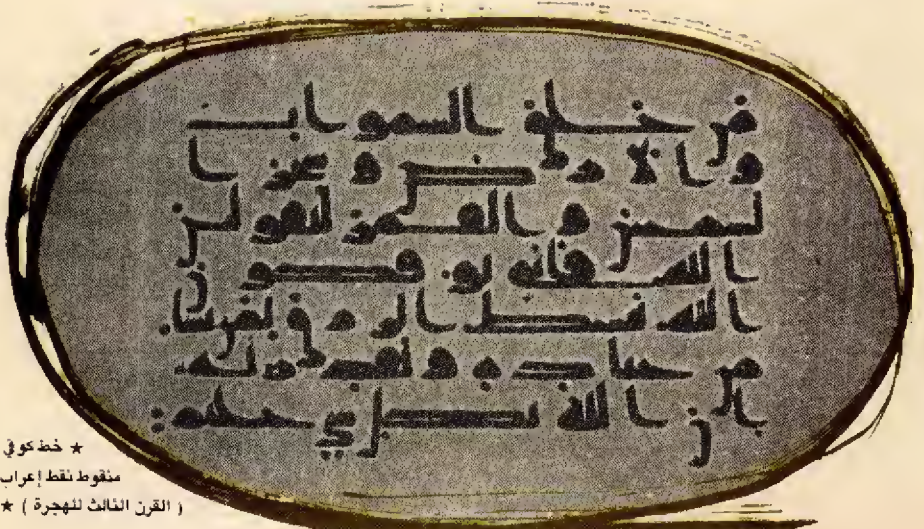 من خلق السموات
والارض وسخر ا
لشمس والقمر ليقولن
الله فانى يوفكون
الله يبسط الرزق لمن يشا
من عباده ويقدر له
ان الله بكل شي عليم
★ خط كوفي
منقوط نقط إعراب
( القرن الثالث للهجرة ) ★